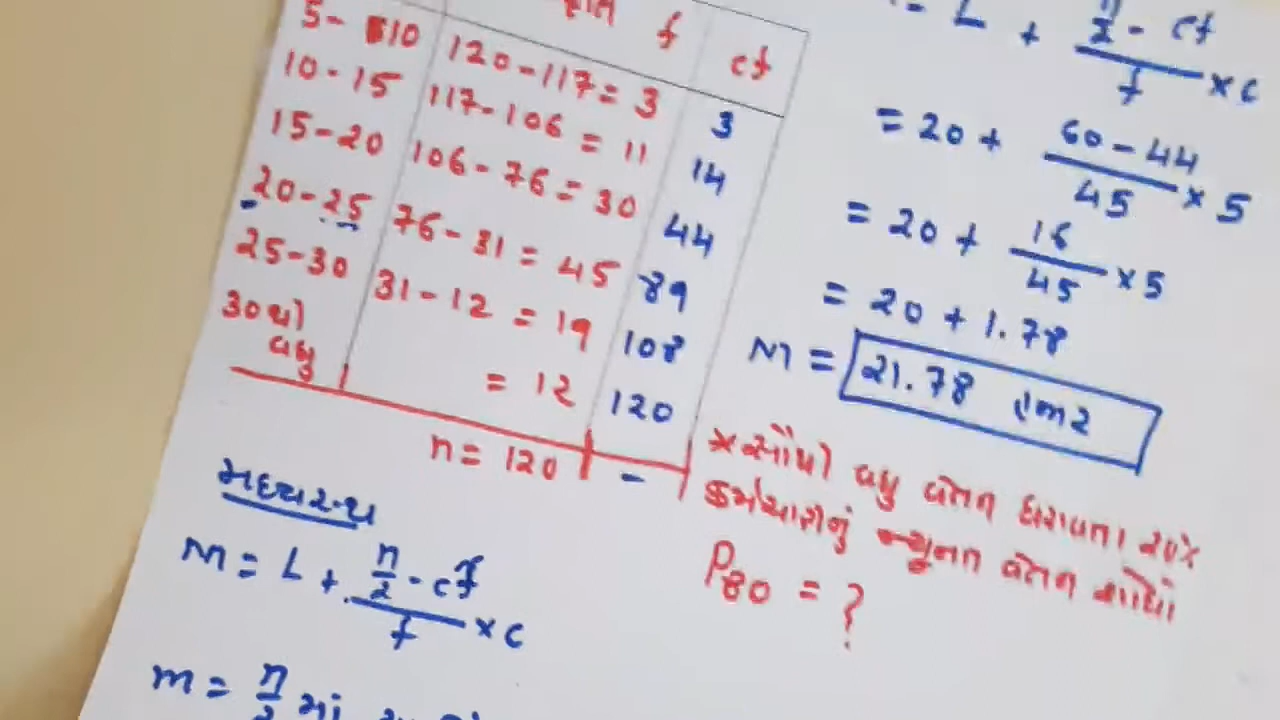 f cf
5-10 120-117=3 3
10-15 117-106=11 14
15-20 106-76=30 44
20-25 76-31=45 89
25-30 31-12=19 108
30થી વધુ =12 120
n=120 -
મધ્યસ્થ
M = L + n/2 - cf / f × c
m = n/2 માં
= L + n/2 - cf / f × c
= 20 + 60-44 / 45 × 5
= 20 + 16/45 × 5
= 20 + 1.78
M = 21.78
*સૌથી વધુ વેતન ધરાવતા 20%
કર્મચારીનું ન્યુનત વેતન શોધો
P80 = ?